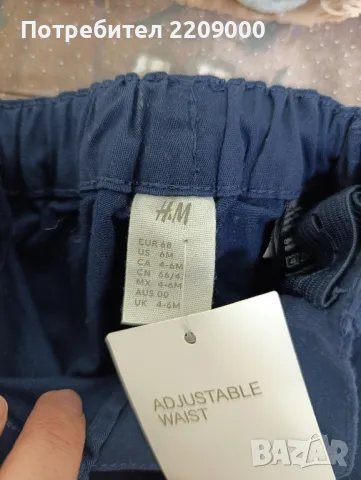 Потребител 2209000
H&M
EUR 68
US 6M
CA 4-6M
CN 66/4
MX 4-6M
AUS 00
UK 4-6M
ADJUSTABLE
WAIST
BAZAR